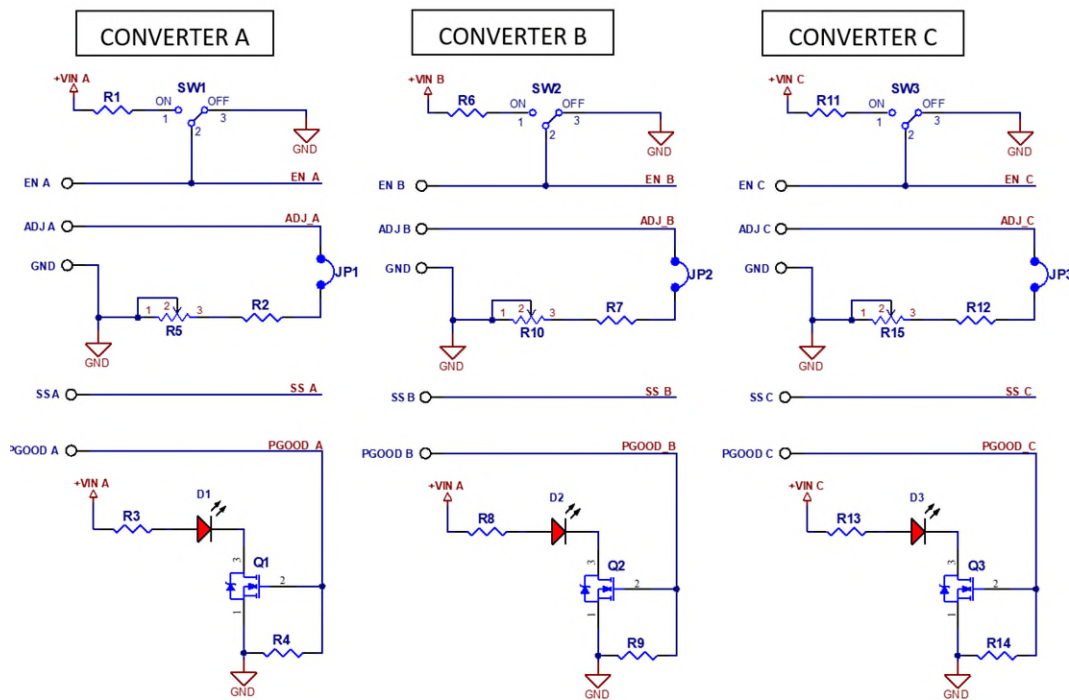 CONVERTER A
+VIN A
R1
SW1
ON
OFF
1
2
3
GND
EN A
EN_A
ADJ A
ADJ_A
GND
JP1
1
2
3
R5
R2
GND
SS A
SS_A
PGOOD A
PGOOD_A
+VIN A
D1
R3
3
Q1
2
1
R4
GND
CONVERTER B
+VIN B
R6
SW2
ON
OFF
1
2
3
GND
EN B
EN_B
ADJ B
ADJ_B
GND
JP2
1
2
3
R10
R7
GND
SS B
SS_B
PGOOD B
PGOOD_B
+VIN A
D2
R8
3
Q2
2
1
R9
GND
CONVERTER C
+VIN C
R11
SW3
ON
OFF
1
2
3
GND
EN C
EN_C
ADJ C
ADJ_C
GND
JP3
1
2
3
R15
R12
GND
SS C
SS_C
PGOOD C
PGOOD_C
+VIN C
D3
R13
3
Q3
2
1
R14
GND